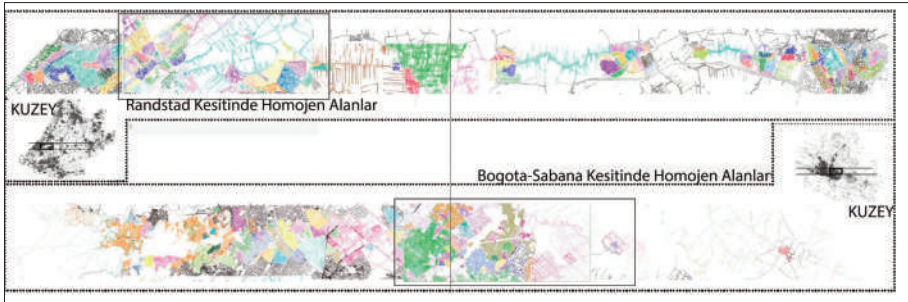 KUZEY
Randstad Kesitinde Homojen Alanlar
Bogota-Sabana Kesitinde Homojen Alanlar
KUZEY